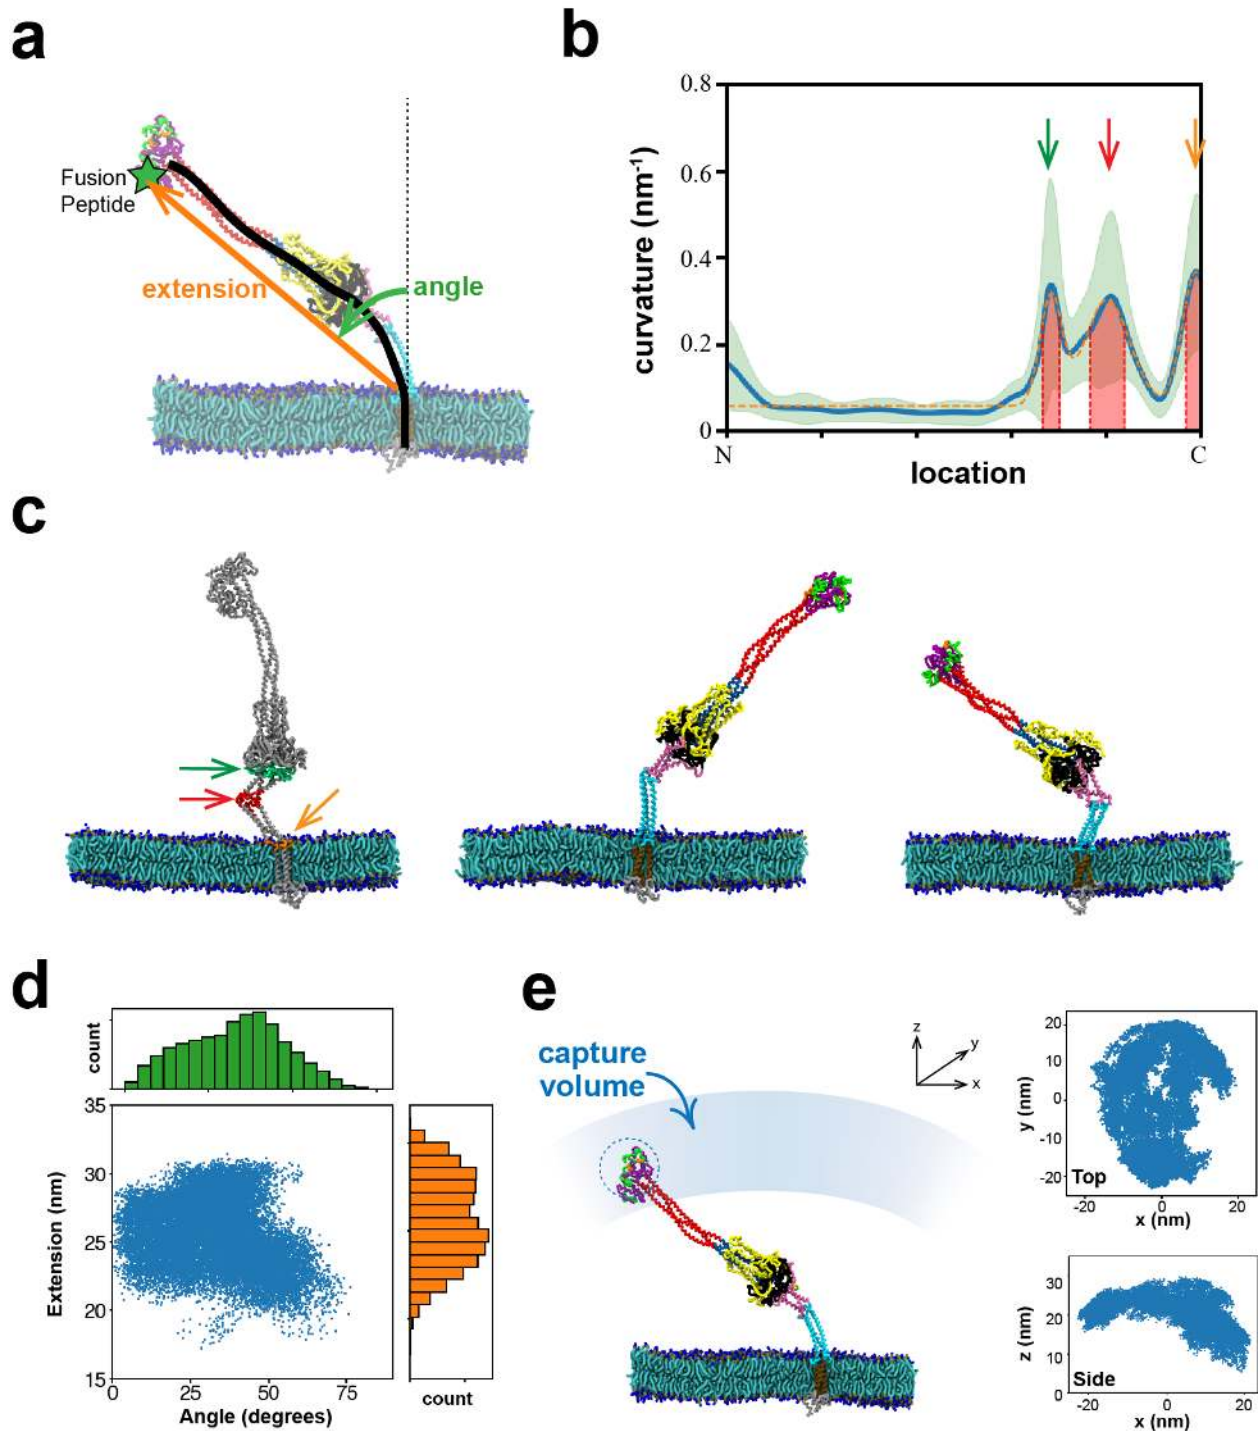 a
Fusion
Peptide
extension
angle
b
0.8
0.6
0.4
0.2
0
curvature (nm⁻¹)
N
C
location
c
d
count
35
30
25
20
15
Extension (nm)
0
25
50
75
Angle (degrees)
count
e
capture
volume
z
y
x
20
10
0
-10
-20
y (nm)
Top
-20
0
20
x (nm)
30
20
10
0
z (nm)
Side
-20
0
20
x (nm)